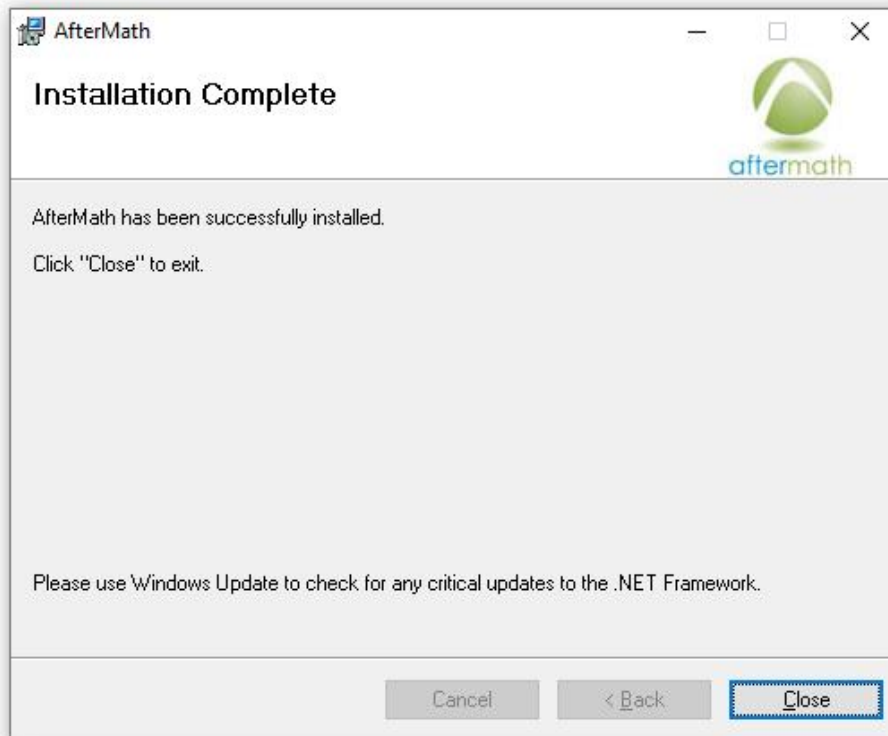 AfterMath
Installation Complete
aftermath
AfterMath has been successfully installed.
Click "Close" to exit.
Please use Windows Update to check for any critical updates to the .NET Framework.
Cancel
< Back
Close